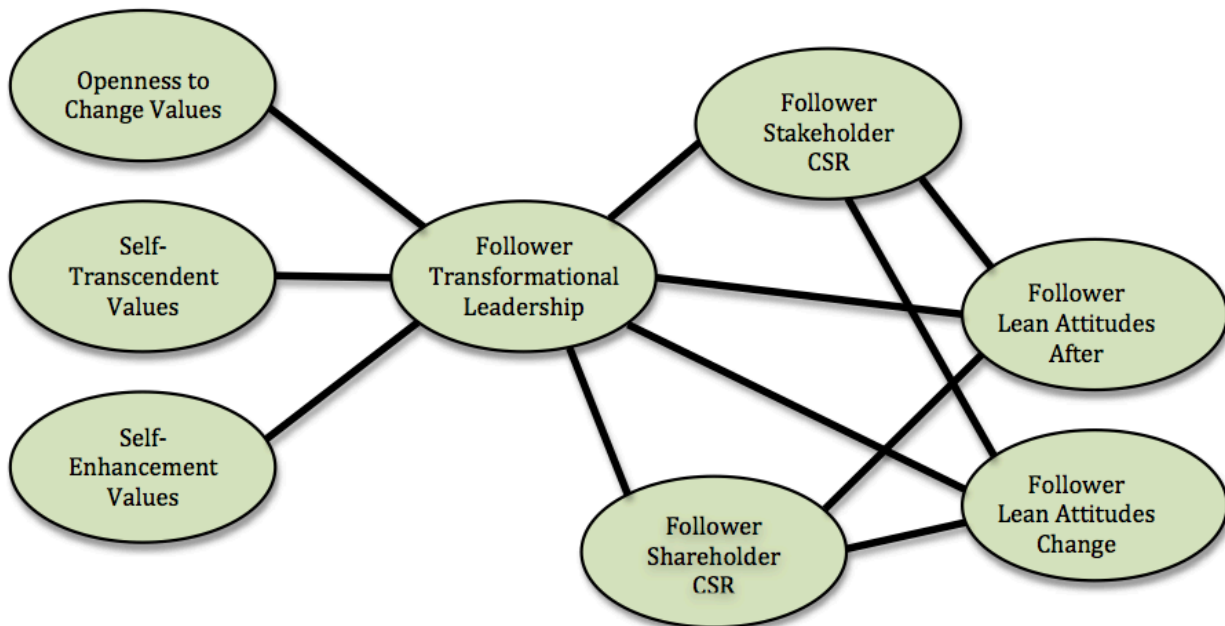 Openness to
Change Values
Self-
Transcendent
Values
Self-
Enhancement
Values
Follower
Transformational
Leadership
Follower
Stakeholder
CSR
Follower
Shareholder
CSR
Follower
Lean Attitudes
After
Follower
Lean Attitudes
Change